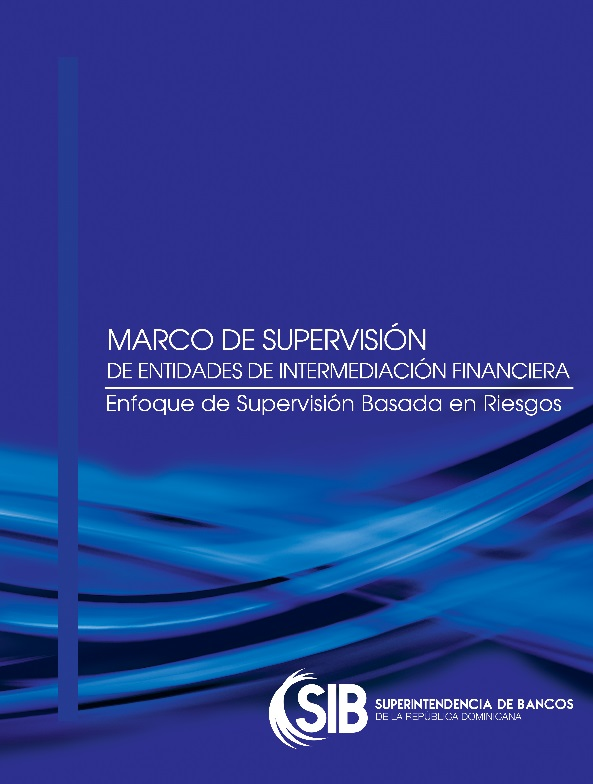 MARCO DE SUPERVISIÓN
DE ENTIDADES DE INTERMEDIACIÓN FINANCIERA
Enfoque de Supervisión Basada en Riesgos
SIB
SUPERINTENDENCIA DE BANCOS
DE LA REPÚBLICA DOMINICANA